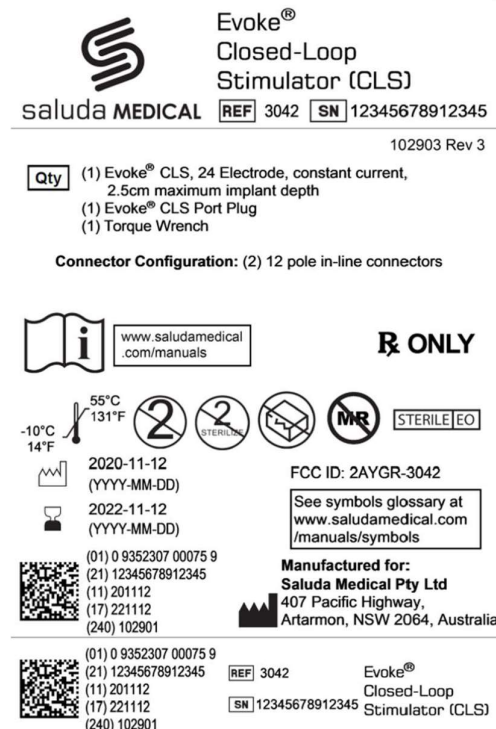 saluda MEDICAL
Evoke®
Closed-Loop
Stimulator (CLS)
REF 3042 SN 12345678912345
102903 Rev 3
Qty
(1) Evoke® CLS, 24 Electrode, constant current,
2.5cm maximum implant depth
(1) Evoke® CLS Port Plug
(1) Torque Wrench
Connector Configuration: (2) 12 pole in-line connectors
i
www.saludamedical
.com/manuals
℞ ONLY
55°C
131°F
-10°C
14°F
2
2
STERILIZE
MR
STERILE EO
2020-11-12
(YYYY-MM-DD)
2022-11-12
(YYYY-MM-DD)
FCC ID: 2AYGR-3042
See symbols glossary at
www.saludamedical.com
/manuals/symbols
(01) 0 9352307 00075 9
(21) 12345678912345
(11) 201112
(17) 221112
(240) 102901
Manufactured for:
Saluda Medical Pty Ltd
407 Pacific Highway,
Artarmon, NSW 2064, Australia
(01) 0 9352307 00075 9
(21) 12345678912345
(11) 201112
(17) 221112
(240) 102901
REF 3042
SN 12345678912345
Evoke®
Closed-Loop
Stimulator (CLS)